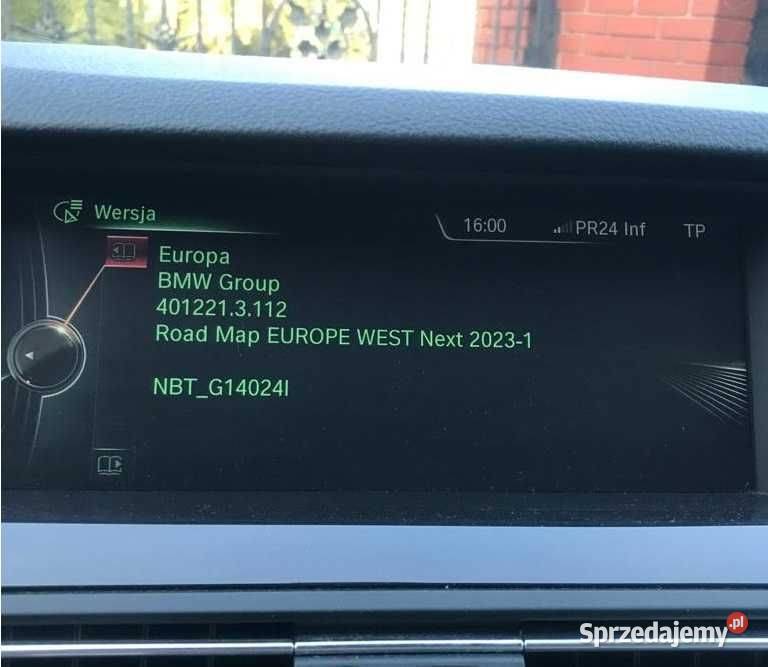 Wersja
16:00
PR24 Inf
TP
Europa
BMW Group
401221.3.112
Road Map EUROPE WEST Next 2023-1
NBT_G14024I
Sprzedajemy.pl